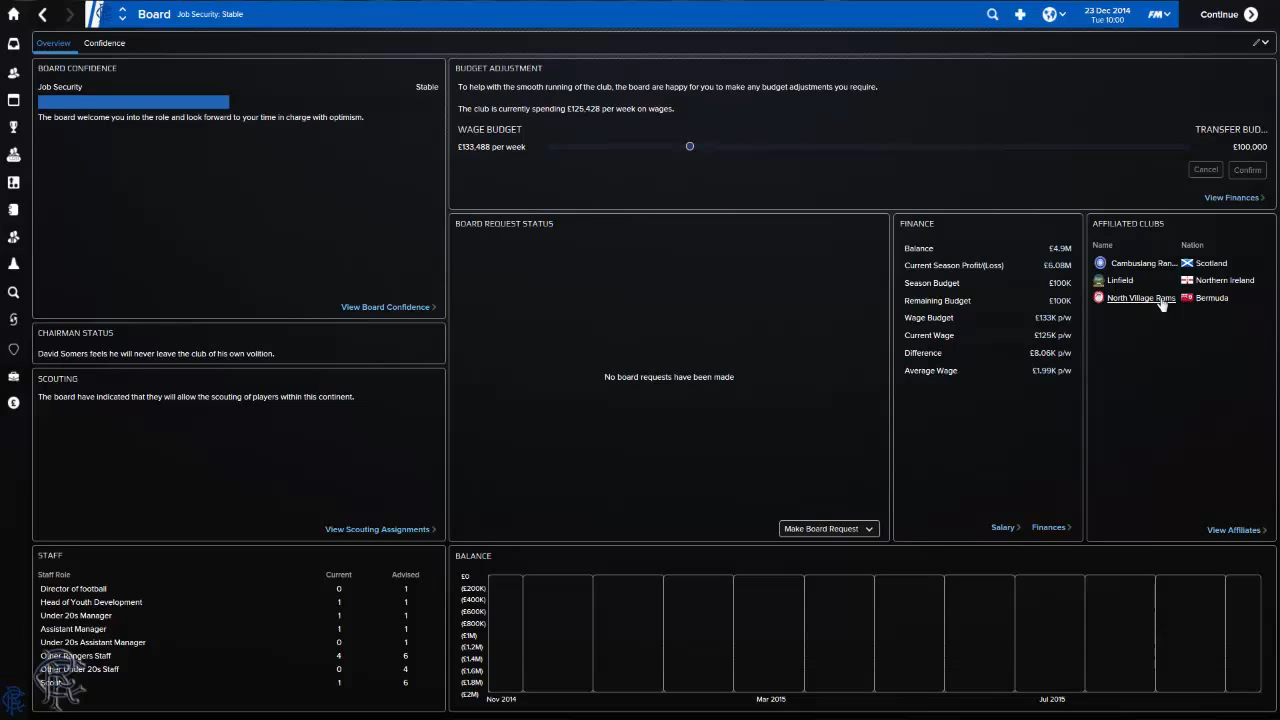 Board
Job Security: Stable
23 Dec 2014
Tue 10:00
FM
Continue
Overview
Confidence
BOARD CONFIDENCE
Job Security
Stable
The board welcome you into the role and look forward to your time in charge with optimism.
View Board Confidence >
CHAIRMAN STATUS
David Somers feels he will never leave the club of his own volition.
SCOUTING
The board have indicated that they will allow the scouting of players within this continent.
View Scouting Assignments >
STAFF
Staff Role Current Advised
Director of football 0 1
Head of Youth Development 1 1
Under 20s Manager 1 1
Assistant Manager 1 1
Under 20s Assistant Manager 0 1
Other Rangers Staff 4 6
Other Under 20s Staff 0 4
Scout 1 6
BUDGET ADJUSTMENT
To help with the smooth running of the club, the board are happy for you to make any budget adjustments you require.
The club is currently spending £125,428 per week on wages.
WAGE BUDGET
TRANSFER BUD...
£133,488 per week
£100,000
Cancel
Confirm
View Finances >
BOARD REQUEST STATUS
No board requests have been made
Make Board Request
FINANCE
Balance £4.9M
Current Season Profit/(Loss) £6.08M
Season Budget £100K
Remaining Budget £100K
Wage Budget £133K p/w
Current Wage £125K p/w
Difference £8.06K p/w
Average Wage £1.99K p/w
Salary >
Finances >
AFFILIATED CLUBS
Name Nation
Cambuslang Ran... Scotland
Linfield Northern Ireland
North Village Rams Bermuda
View Affiliates >
BALANCE
£0
(£200K)
(£400K)
(£600K)
(£800K)
(£1M)
(£1.2M)
(£1.4M)
(£1.6M)
(£1.8M)
(£2M)
Nov 2014
Mar 2015
Jul 2015